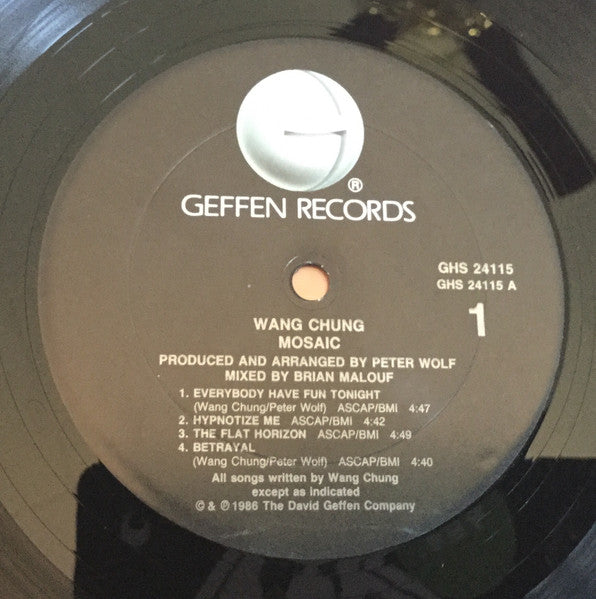 ®
GEFFEN RECORDS
GHS 24115
GHS 24115 A
1
WANG CHUNG
MOSAIC
PRODUCED AND ARRANGED BY PETER WOLF
MIXED BY BRIAN MALOUF
1. EVERYBODY HAVE FUN TONIGHT
(Wang Chung/Peter Wolf) ASCAP/BMI 4:47
2. HYPNOTIZE ME ASCAP/BMI 4:42
3. THE FLAT HORIZON ASCAP/BMI 4:49
4. BETRAYAL
(Wang Chung/Peter Wolf) ASCAP/BMI 4:40
All songs written by Wang Chung
except as indicated
© & ℗ 1986 The David Geffen Company